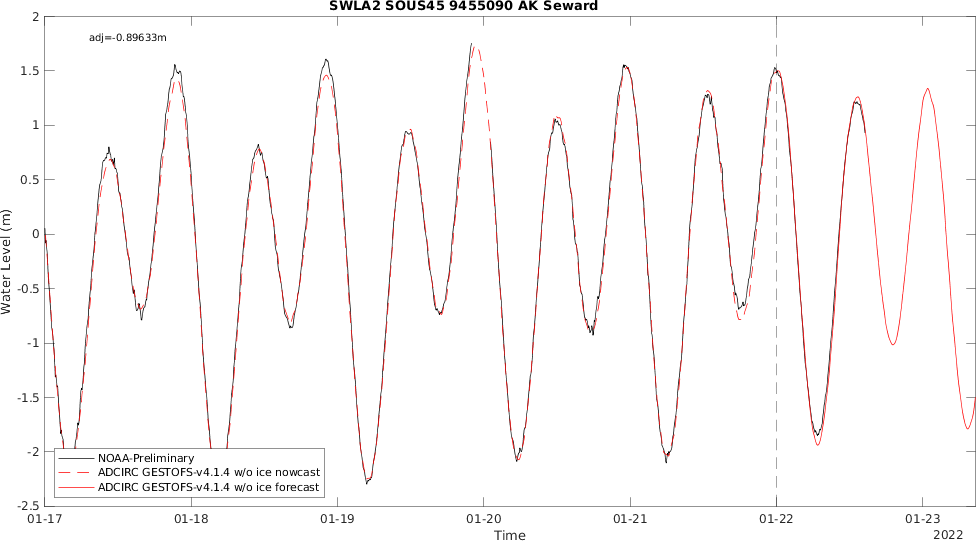 SWLA2 SOUS45 9455090 AK Seward
adj=-0.89633m
2
1.5
1
0.5
0
-0.5
-1
-1.5
-2
-2.5
Water Level (m)
NOAA-Preliminary
ADCIRC GESTOFS-v4.1.4 w/o ice nowcast
ADCIRC GESTOFS-v4.1.4 w/o ice forecast
01-17 01-18 01-19 01-20 01-21 01-22 01-23
Time
2022